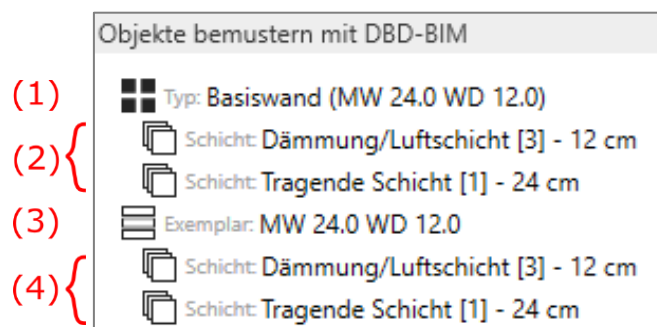 Objekte bemustern mit DBD-BIM
(1) Typ: Basiswand (MW 24.0 WD 12.0)
(2) Schicht: Dämmung/Luftschicht [3] - 12 cm
Schicht: Tragende Schicht [1] - 24 cm
(3) Exemplar: MW 24.0 WD 12.0
(4) Schicht: Dämmung/Luftschicht [3] - 12 cm
Schicht: Tragende Schicht [1] - 24 cm